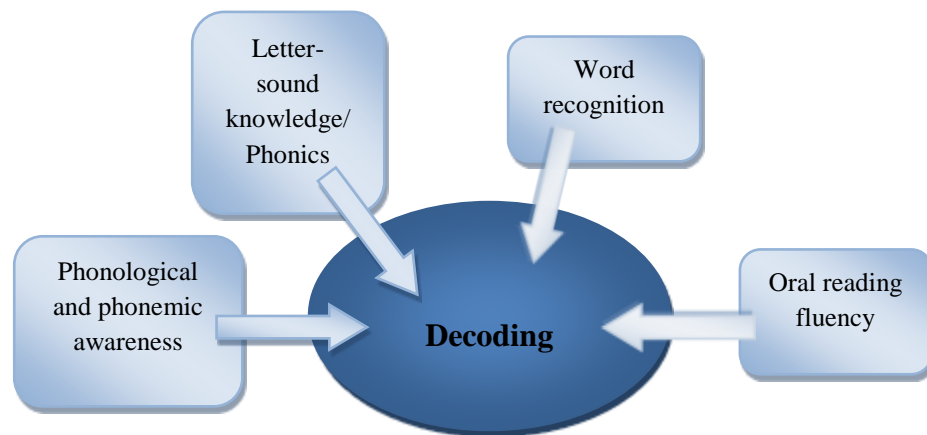 Letter-
sound
knowledge/
Phonics
Word
recognition
Phonological
and phonemic
awareness
Oral reading
fluency
Decoding